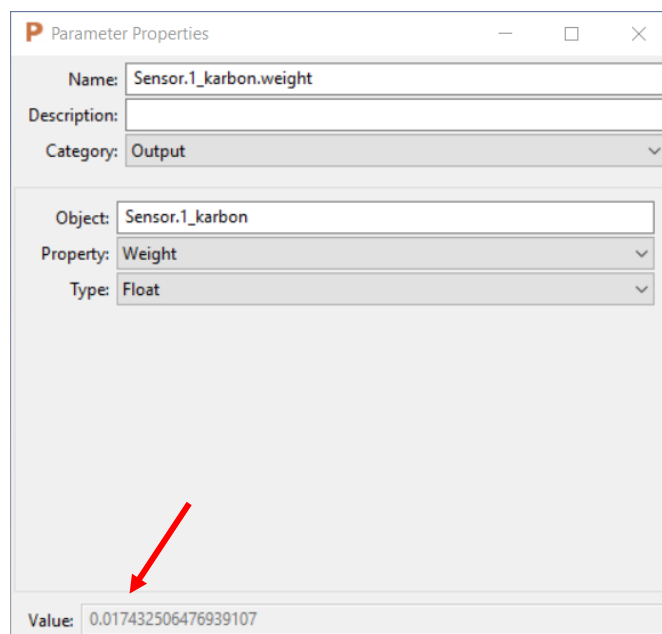 P Parameter Properties
Name: Sensor.1_karbon.weight
Description:
Category: Output
Object: Sensor.1_karbon
Property: Weight
Type: Float
Value: 0.017432506476939107